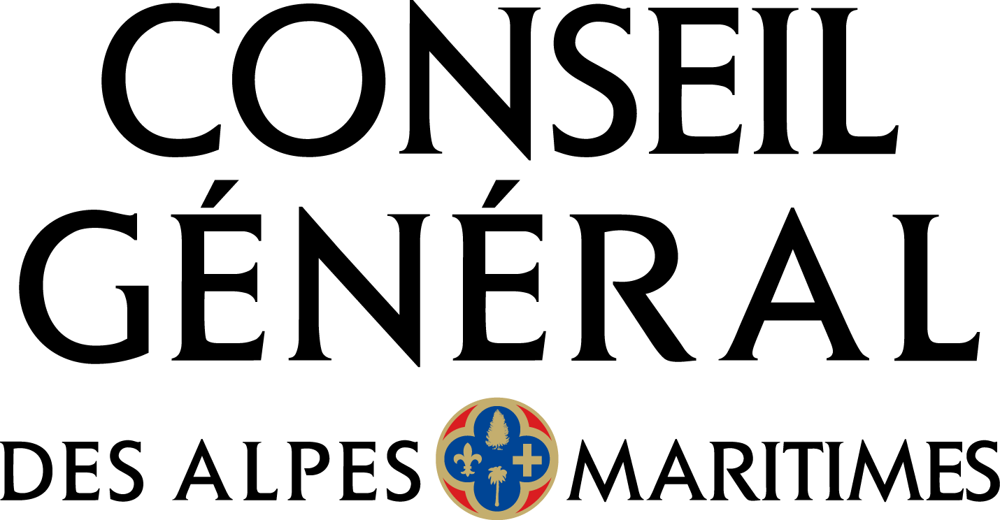 CONSEIL
GÉNÉRAL
DES ALPES MARITIMES